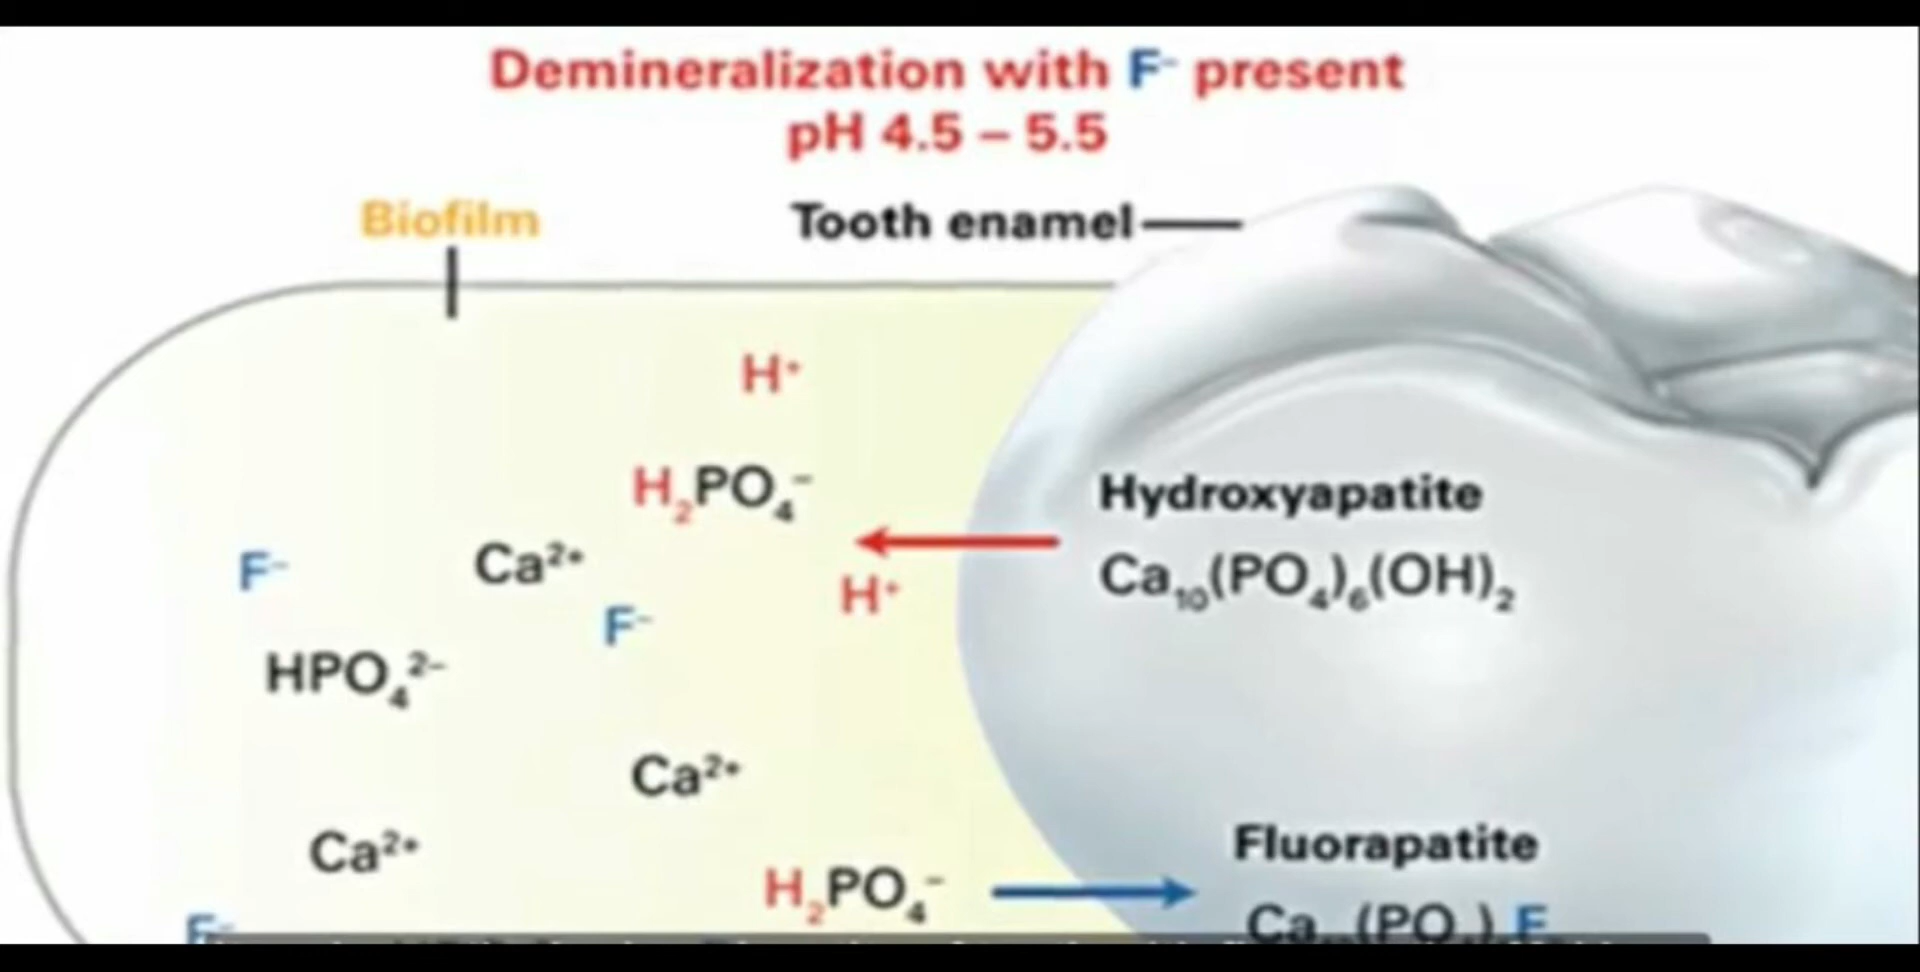 Demineralization with F⁻ present
pH 4.5 – 5.5
Biofilm
Tooth enamel
H⁺
H₂PO₄⁻
Hydroxyapatite
Ca²⁺
F⁻
Ca₁₀(PO₄)₆(OH)₂
H⁺
F⁻
HPO₄²⁻
Ca²⁺
Ca²⁺
Fluorapatite
H₂PO₄⁻
F⁻